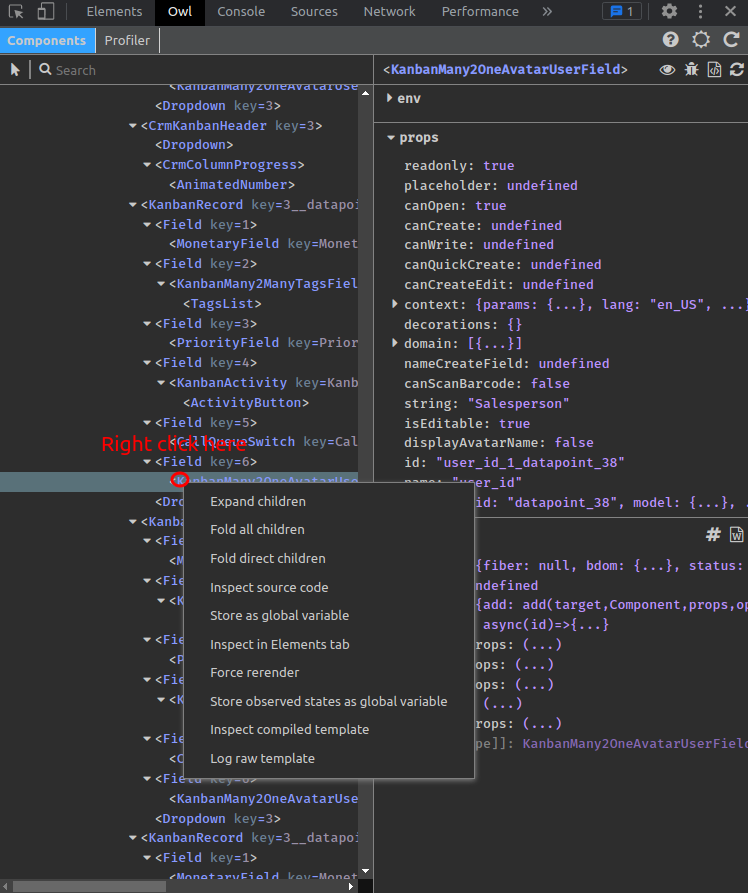 Elements Owl Console Sources Network Performance » 1
Components Profiler
Search
<KanbanMany2OneAvatarUse
<Dropdown key=3>
<CrmKanbanHeader key=3>
<Dropdown>
<CrmColumnProgress>
<AnimatedNumber>
<KanbanRecord key=3__datapoi
<Field key=1>
<MonetaryField key=Monet
<Field key=2>
<KanbanMany2ManyTagsFiel
<TagsList>
<Field key=3>
<PriorityField key=Prior
<Field key=4>
<KanbanActivity key=Kanb
<ActivityButton>
<Field key=5>
<CallQueueSwitch key=Cal
Right click here
<Field key=6>
<KanbanMany2OneAvatarUse
<Dro
<Kanba
<Fie
<M
<Fie
<K
<Fie
<P
<Fie
<K
<Fie
<C
<Field key=6>
<KanbanMany2OneAvatarUse
<Dropdown key=3>
<KanbanRecord key=3__datapoi
<Field key=1>
<MonetaryField key=Monet
Expand children
Fold all children
Fold direct children
Inspect source code
Store as global variable
Inspect in Elements tab
Force rerender
Store observed states as global variable
Inspect compiled template
Log raw template
<KanbanMany2OneAvatarUserField>
env
props
readonly: true
placeholder: undefined
canOpen: true
canCreate: undefined
canWrite: undefined
canQuickCreate: undefined
canCreateEdit: undefined
context: {params: {...}, lang: "en_US", ...}
decorations: {}
domain: [{...}]
nameCreateField: undefined
canScanBarcode: false
string: "Salesperson"
isEditable: true
displayAvatarName: false
id: "user_id_1_datapoint_38"
name: "user_id"
id: "datapoint_38", model: {...}, .
#
{fiber: null, bdom: {...}, status:
ndefined
{add: add(target,Component,props,op
async(id)=>{...}
rops: (...)
ops: (...)
ops: (...)
(...)
rops: (...)
pe]]: KanbanMany2OneAvatarUserField